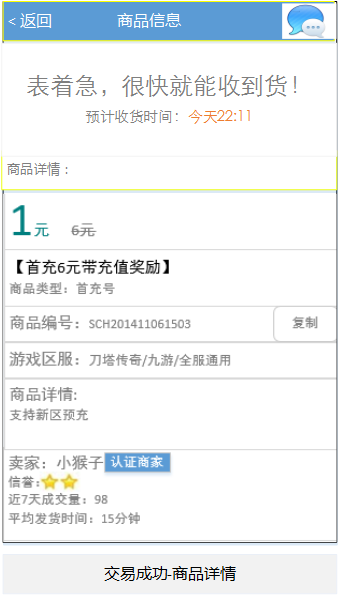 < 返回 商品信息
表着急，很快就能收到货！
预计收货时间：今天22:11
商品详情：
1元 6元
【首充6元带充值奖励】
商品类型：首充号
商品编号：SCH201411061503 复制
游戏区服：刀塔传奇/九游/全服通用
商品详情:
支持新区预充
卖家：小猴子 认证商家
信誉:
近7天成交量：98
平均发货时间：15分钟
交易成功-商品详情